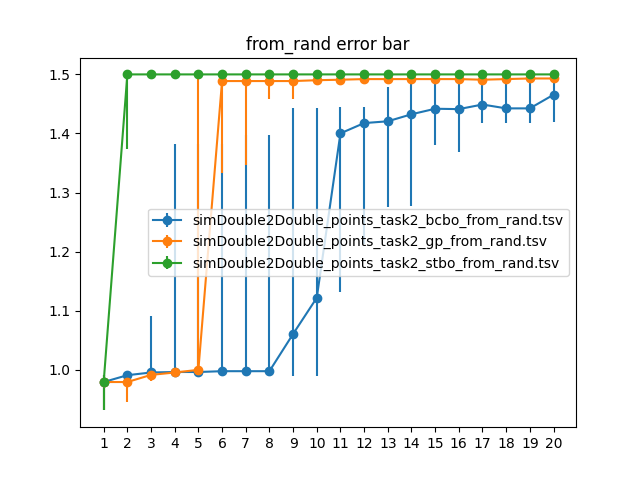 from_rand error bar
1.5
1.4
1.3
1.2
1.1
1.0
simDouble2Double_points_task2_bcbo_from_rand.tsv
simDouble2Double_points_task2_gp_from_rand.tsv
simDouble2Double_points_task2_stbo_from_rand.tsv
1 2 3 4 5 6 7 8 9 10 11 12 13 14 15 16 17 18 19 20